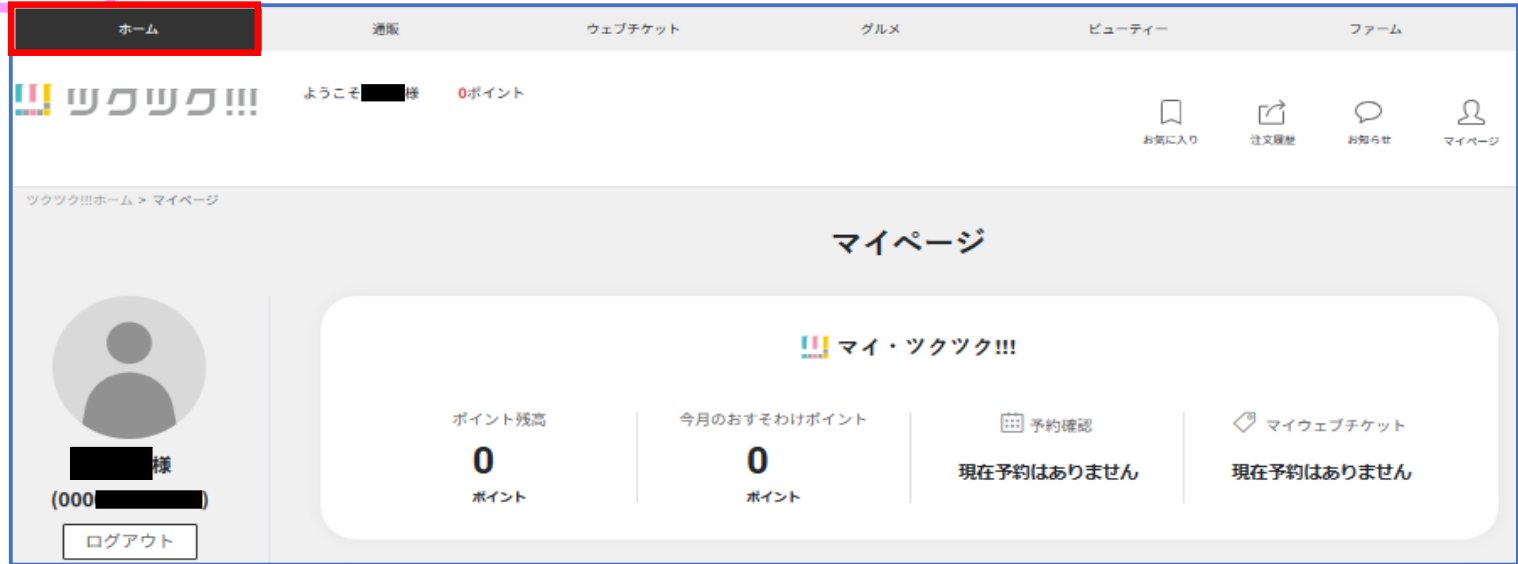 ホーム 通販 ウェブチケット グルメ ビューティー ファーム
ツクツク!!! ようこそ 様 0ポイント
お気に入り 注文履歴 お知らせ マイページ
ツクツク!!!ホーム > マイページ
マイページ
マイ・ツクツク!!!
ポイント残高 今月のおすそわけポイント 予約確認 マイウェブチケット
0 0 現在予約はありません 現在予約はありません
ポイント ポイント
様
(000 )
ログアウト